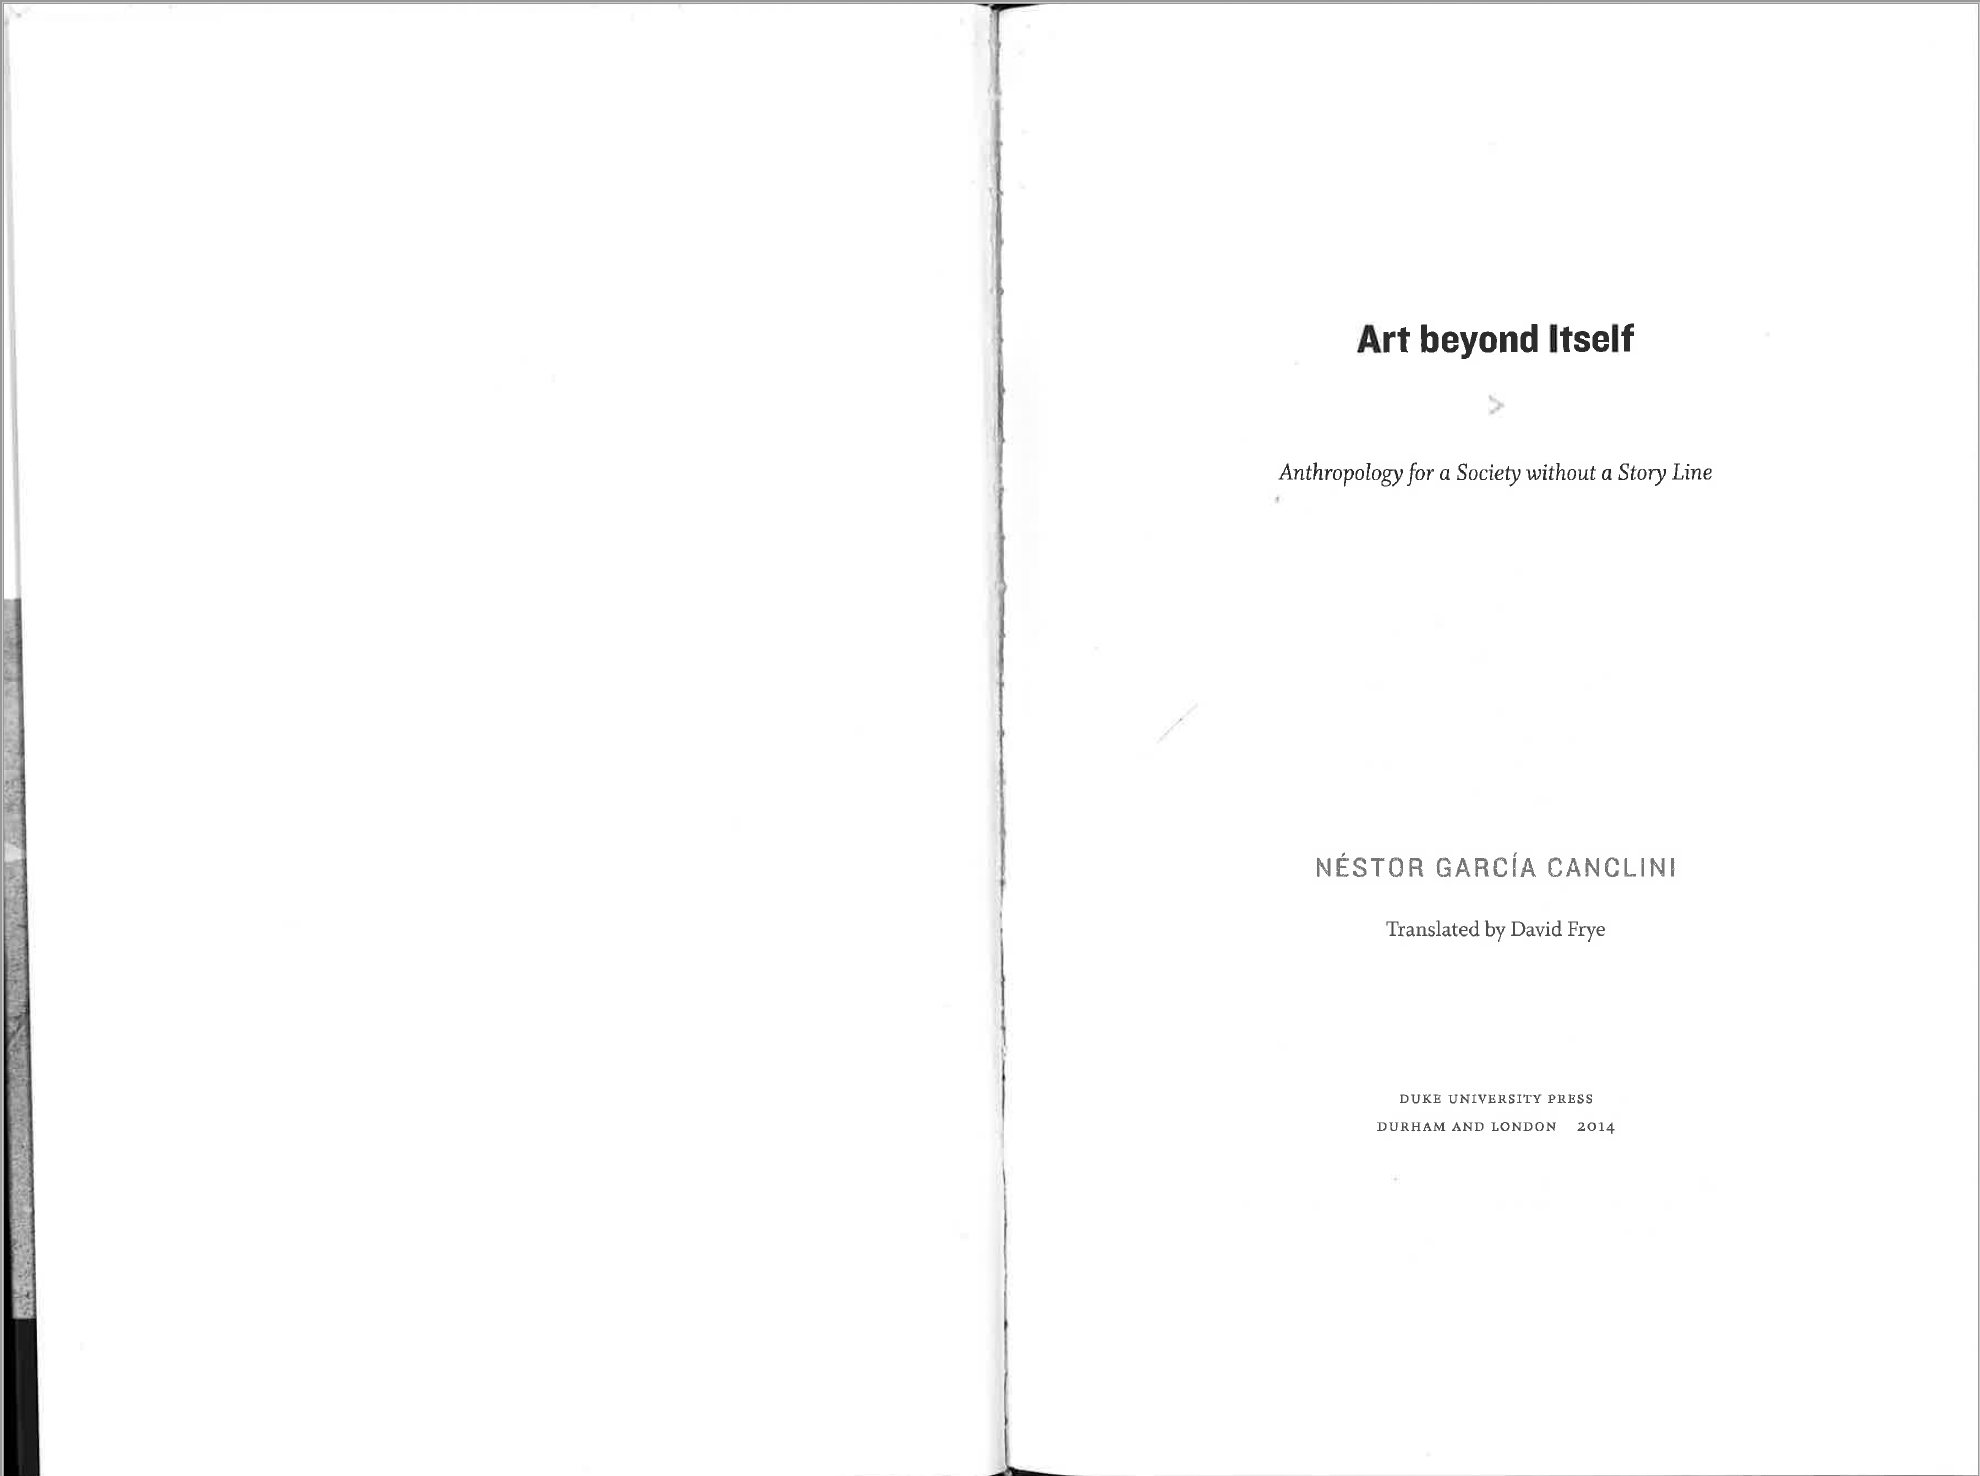 Art beyond Itself
>
Anthropology for a Society without a Story Line
NÉSTOR GARCÍA CANCLINI
Translated by David Frye
DUKE UNIVERSITY PRESS
DURHAM AND LONDON 2014